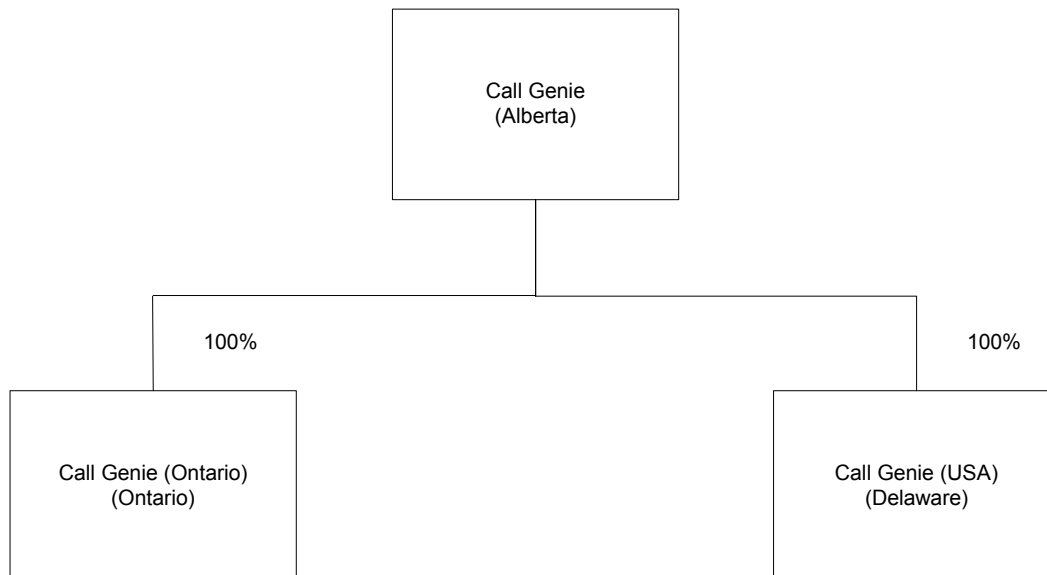 Call Genie
(Alberta)
100%
100%
Call Genie (Ontario)
(Ontario)
Call Genie (USA)
(Delaware)